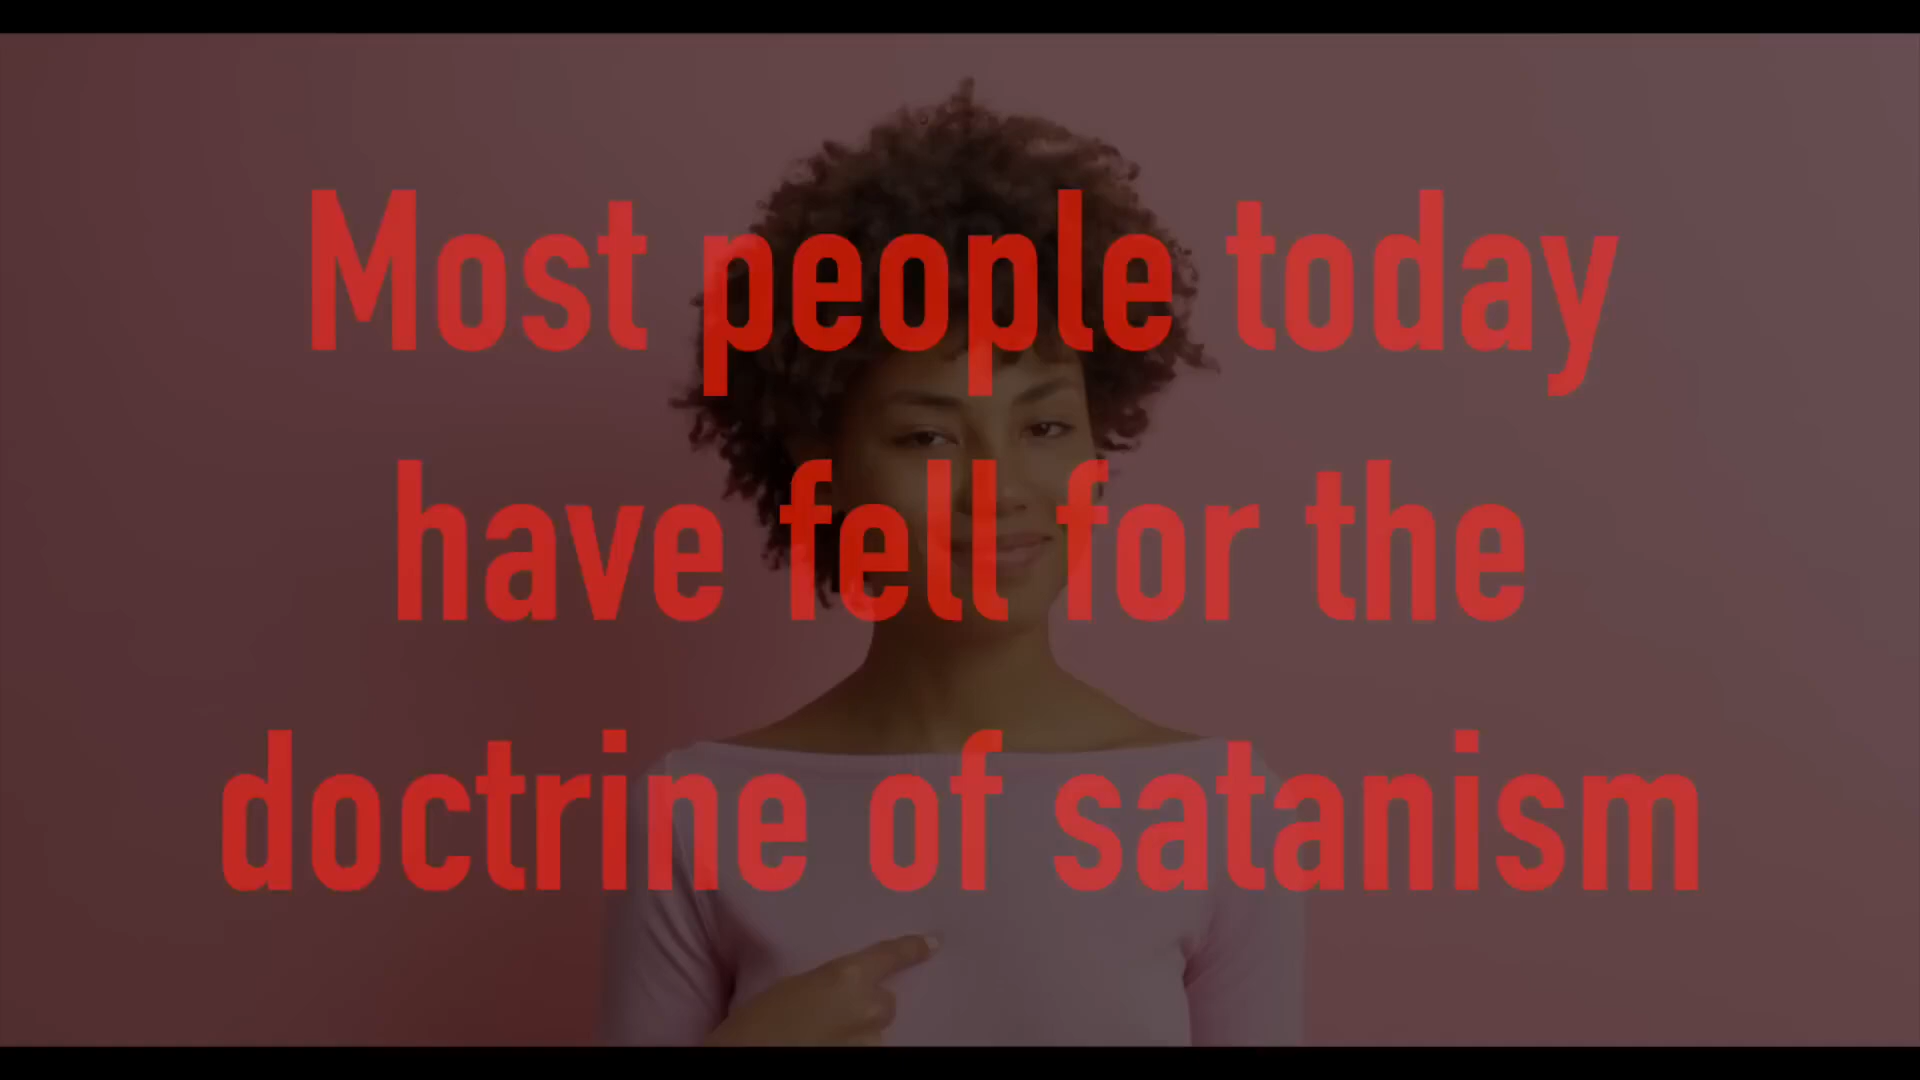 Most people today
have fell for the
doctrine of satanism